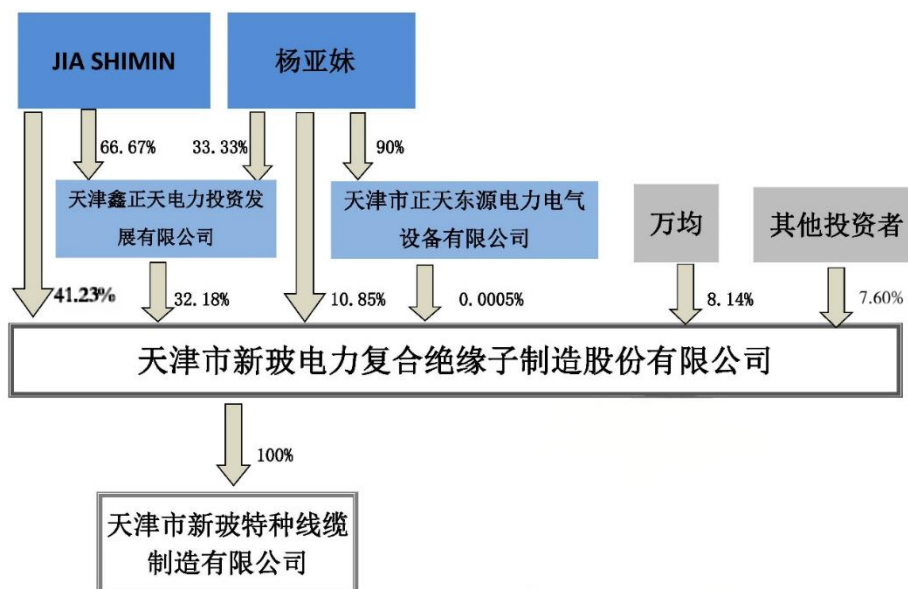 JIA SHIMIN
杨亚妹
66.67%
33.33%
90%
天津鑫正天电力投资发
展有限公司
天津市正天东源电力电气
设备有限公司
万均
其他投资者
41.23%
32.18%
10.85%
0.0005%
8.14%
7.60%
天津市新玻电力复合绝缘子制造股份有限公司
100%
天津市新玻特种线缆
制造有限公司